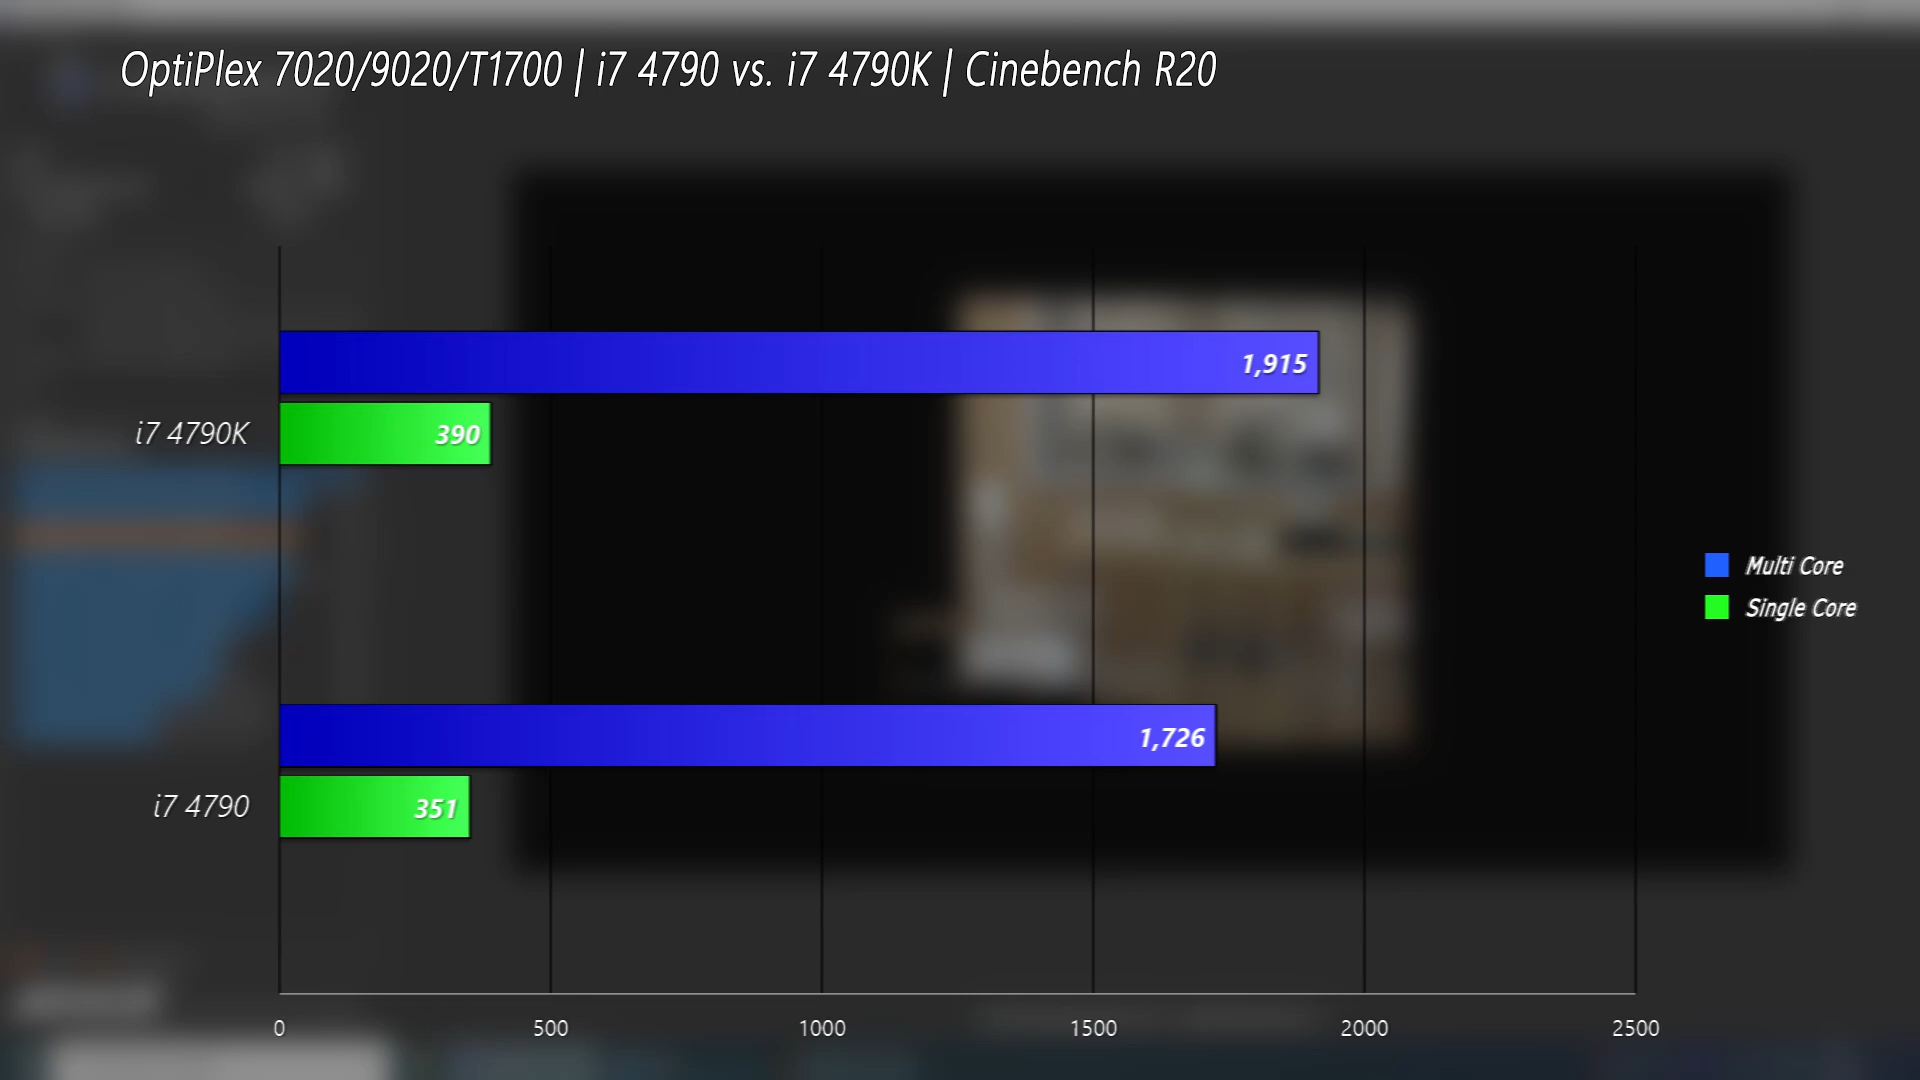 OptiPlex 7020/9020/T1700 | i7 4790 vs. i7 4790K | Cinebench R20
1,915
i7 4790K
390
Multi Core
Single Core
1,726
i7 4790
351
0 500 1000 1500 2000 2500